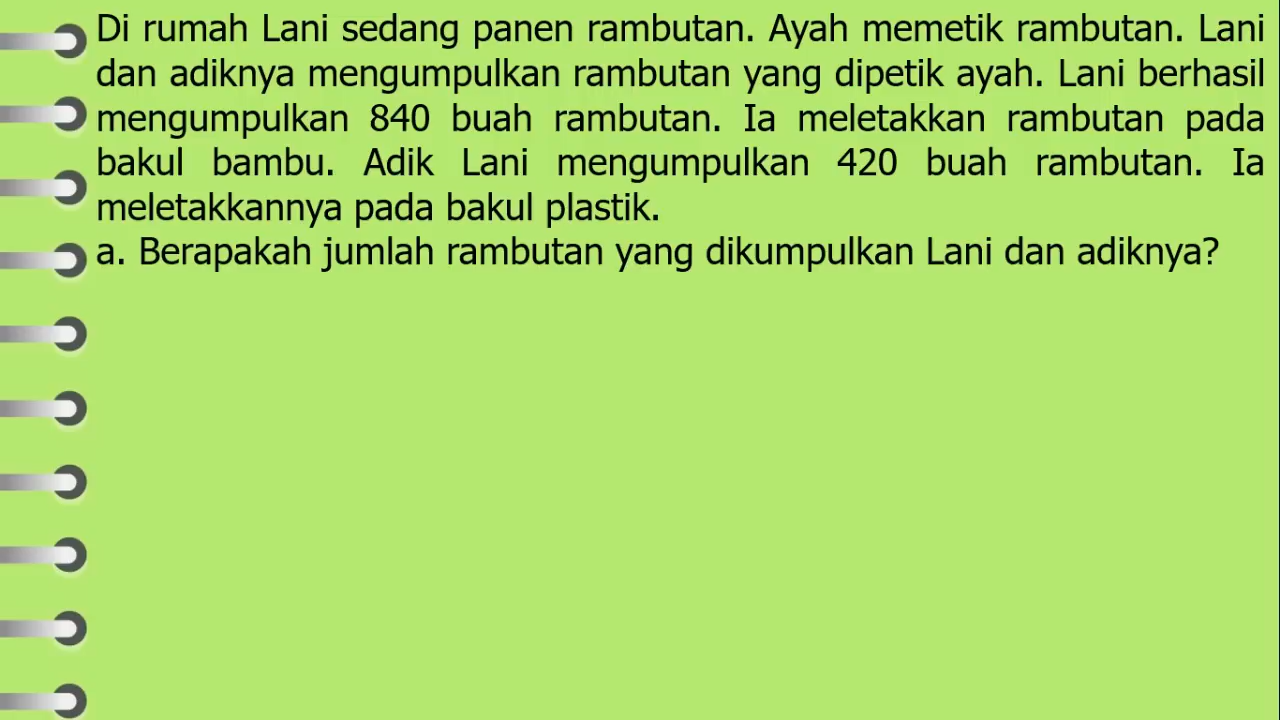 Di rumah Lani sedang panen rambutan. Ayah memetik rambutan. Lani
dan adiknya mengumpulkan rambutan yang dipetik ayah. Lani berhasil
mengumpulkan 840 buah rambutan. Ia meletakkan rambutan pada
bakul bambu. Adik Lani mengumpulkan 420 buah rambutan. Ia
meletakkannya pada bakul plastik.
a. Berapakah jumlah rambutan yang dikumpulkan Lani dan adiknya?